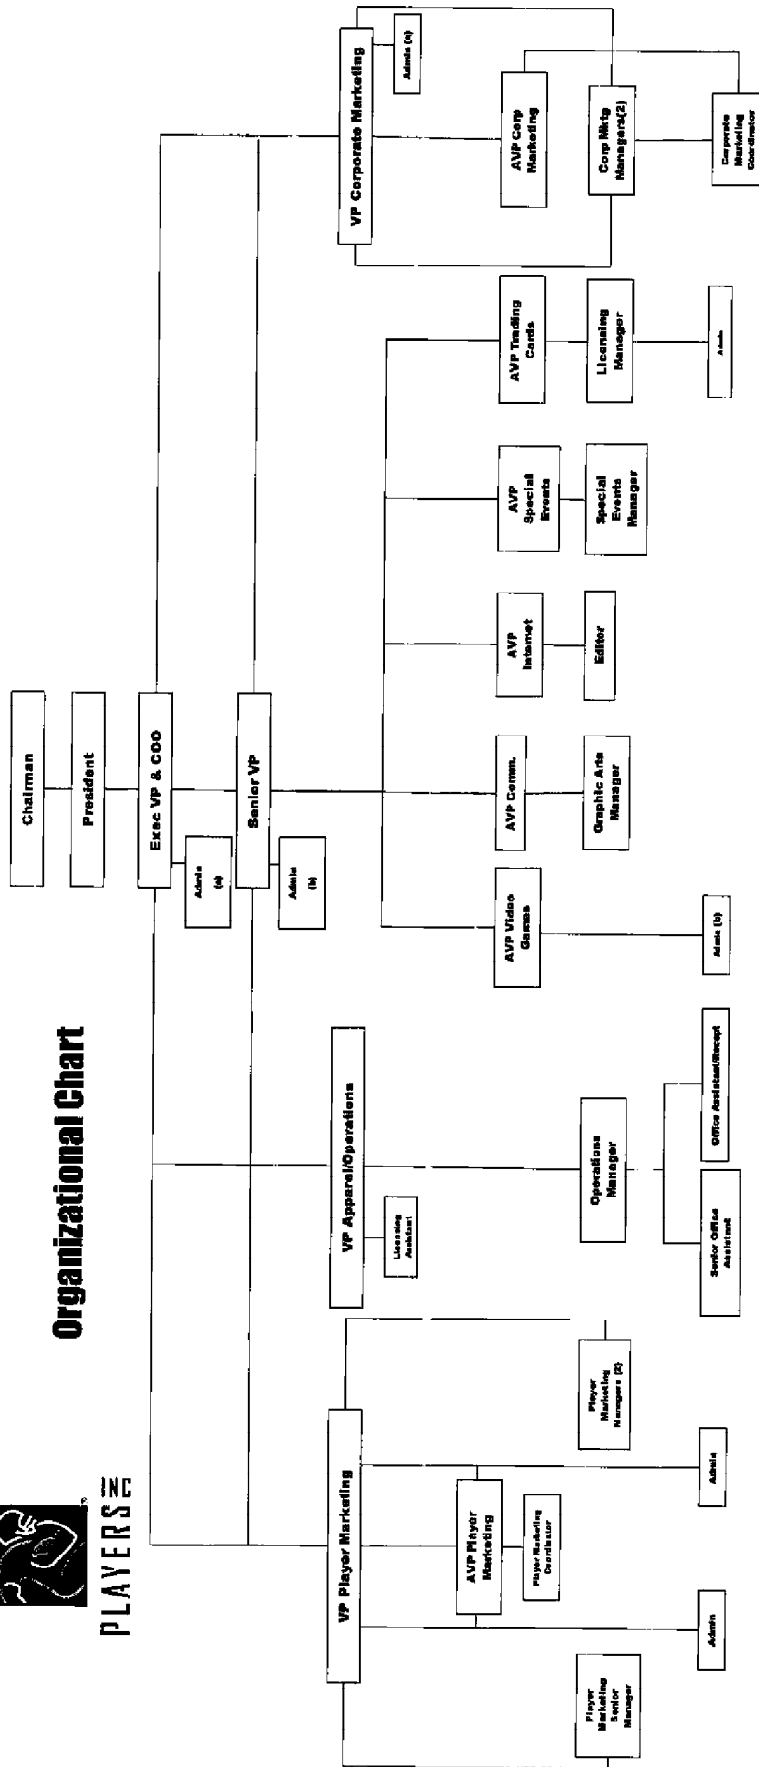 PLAYERS INC
Organizational Chart
Chairman
President
Exec VP & COO
Admin
(a)
Senior VP
Admin
(b)
VP Player Marketing
VP Apparel/Operations
Licensing
Assistant
VP Corporate Marketing
Admin (a)
AVP Player
Marketing
Player Marketing
Coordinator
Player
Marketing
Senior
Manager
Admin
Admin
Player
Marketing
Managers (2)
Operations
Manager
Senior Office
Assistant
Office Assistant/Recept
AVP Video
Games
Admin (b)
AVP Comm.
Graphic Arts
Manager
AVP
Internet
Editor
AVP
Special
Events
Special
Events
Manager
AVP Trading
Cards
Licensing
Manager
Admin
AVP Corp
Marketing
Corp Mktg
Managers(2)
Corporate
Marketing
Coordinator